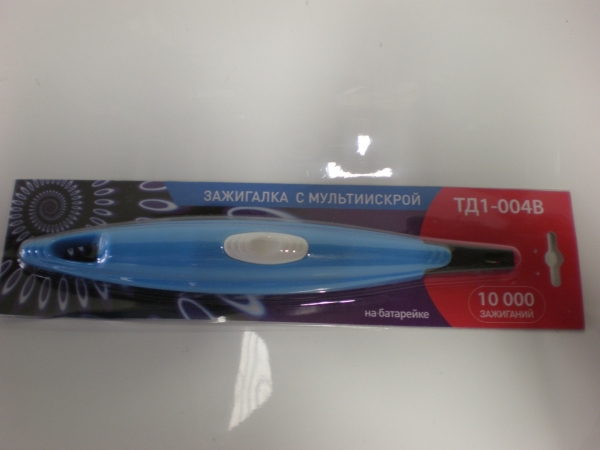 ЗАЖИГАЛКА С МУЛЬТИИСКРОЙ
ТД1-004В
на батарейке
10 000
ЗАЖИГАНИЙ